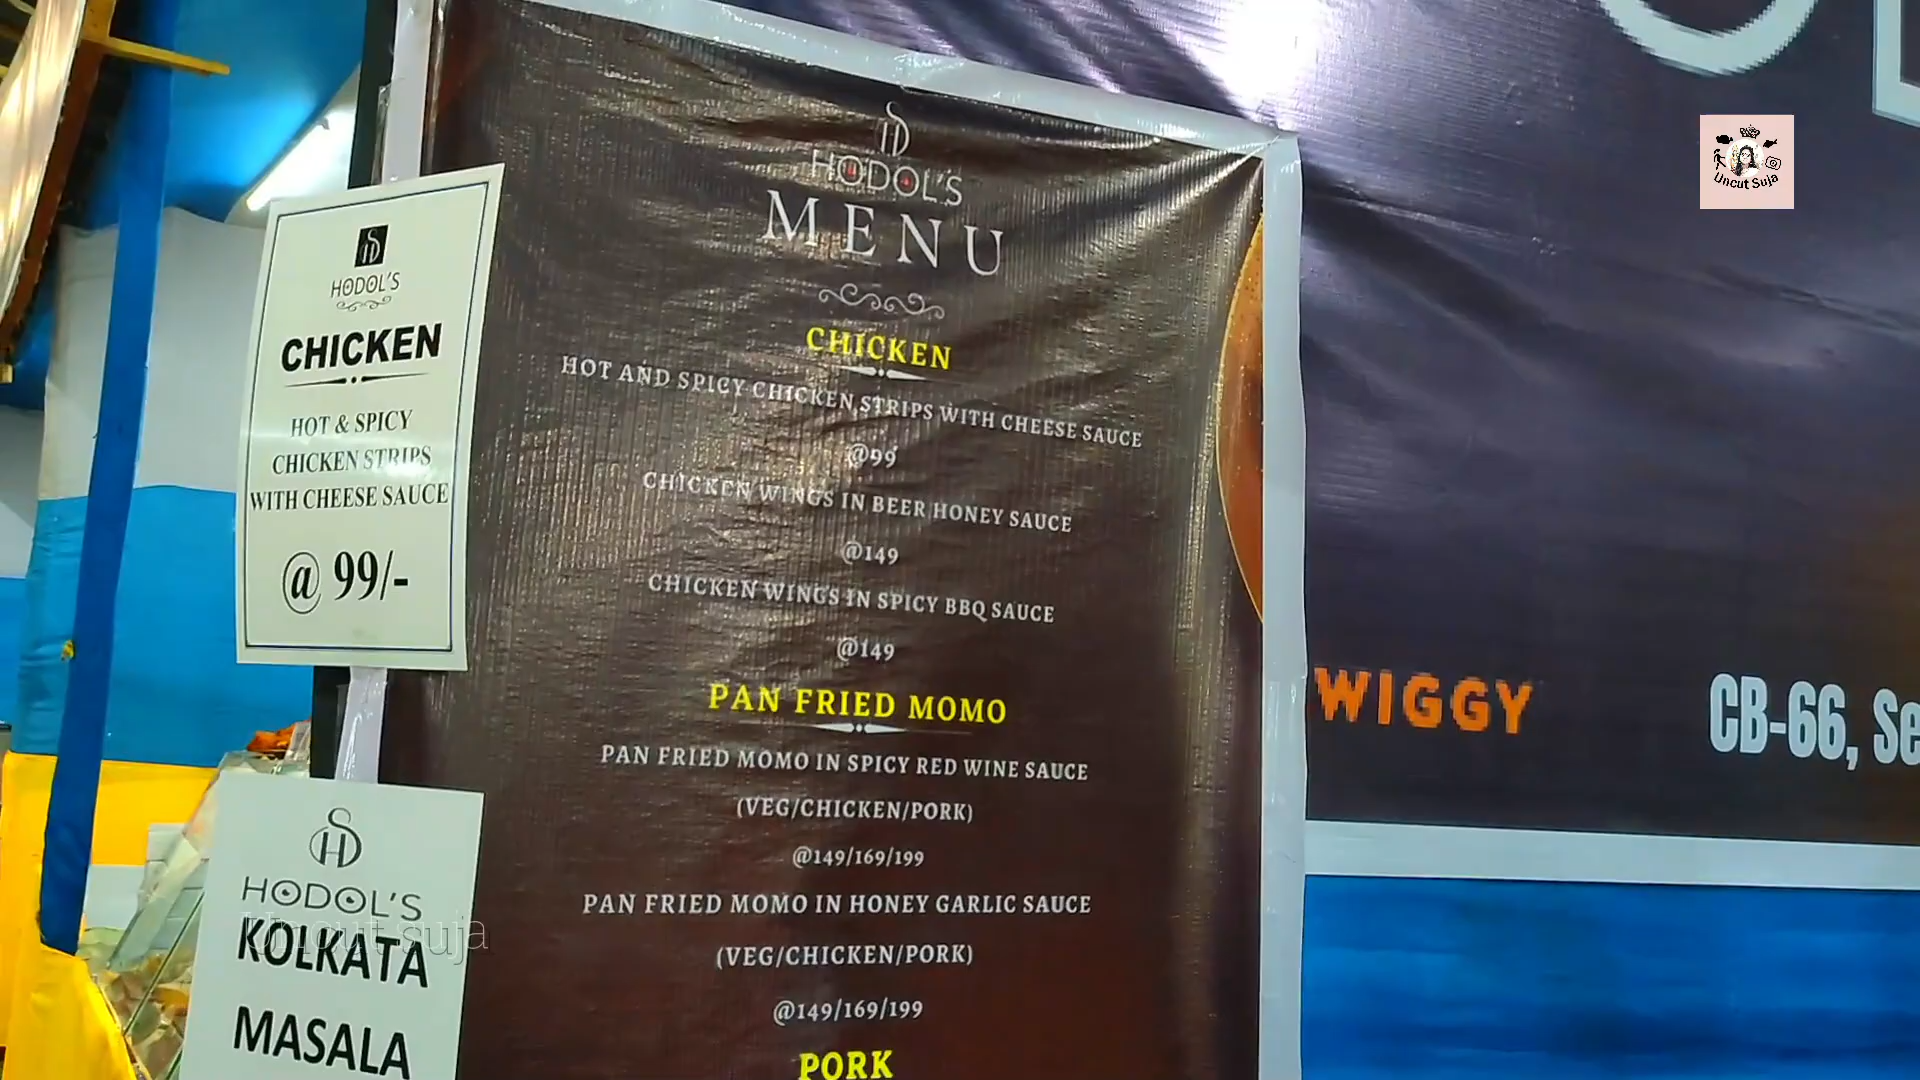 HODOL'S
CHICKEN
HOT & SPICY
CHICKEN STRIPS
WITH CHEESE SAUCE
@ 99/-
HODOL'S
KOLKATA
MASALA
Uncut suja
HODOL'S
MENU
CHICKEN
HOT AND SPICY CHICKEN STRIPS WITH CHEESE SAUCE
@99
CHICKEN WINGS IN BEER HONEY SAUCE
@149
CHICKEN WINGS IN SPICY BBQ SAUCE
@149
PAN FRIED MOMO
PAN FRIED MOMO IN SPICY RED WINE SAUCE
(VEG/CHICKEN/PORK)
@149/169/199
PAN FRIED MOMO IN HONEY GARLIC SAUCE
(VEG/CHICKEN/PORK)
@149/169/199
PORK
Uncut Suja
WIGGY
CB-66, Se